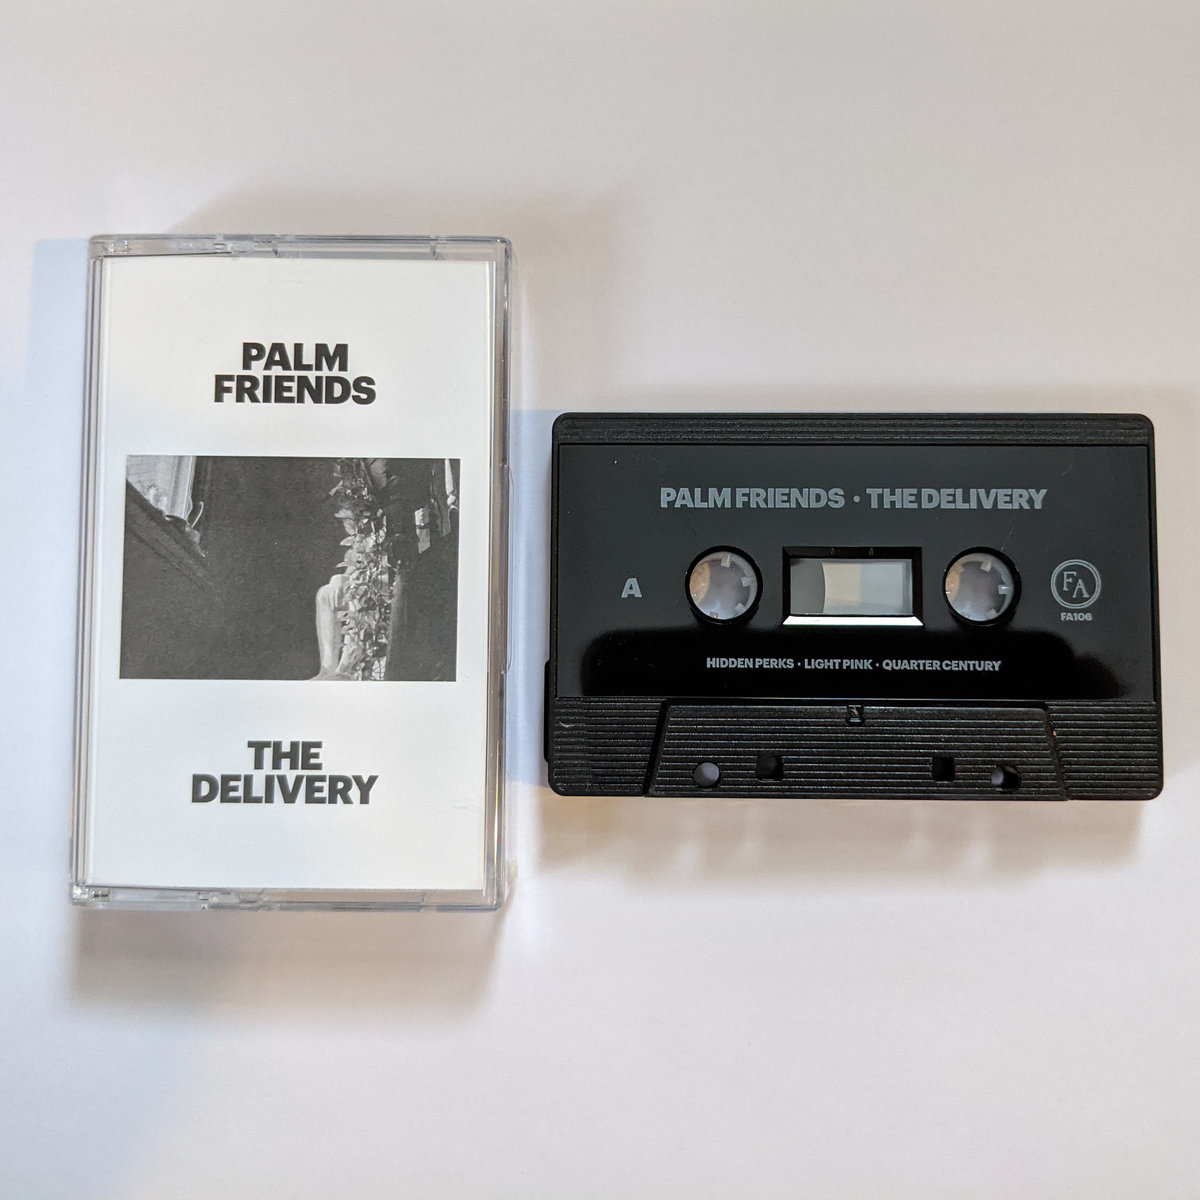 PALM
FRIENDS
THE
DELIVERY
PALM FRIENDS · THE DELIVERY
A
FA
FA106
HIDDEN PERKS · LIGHT PINK · QUARTER CENTURY